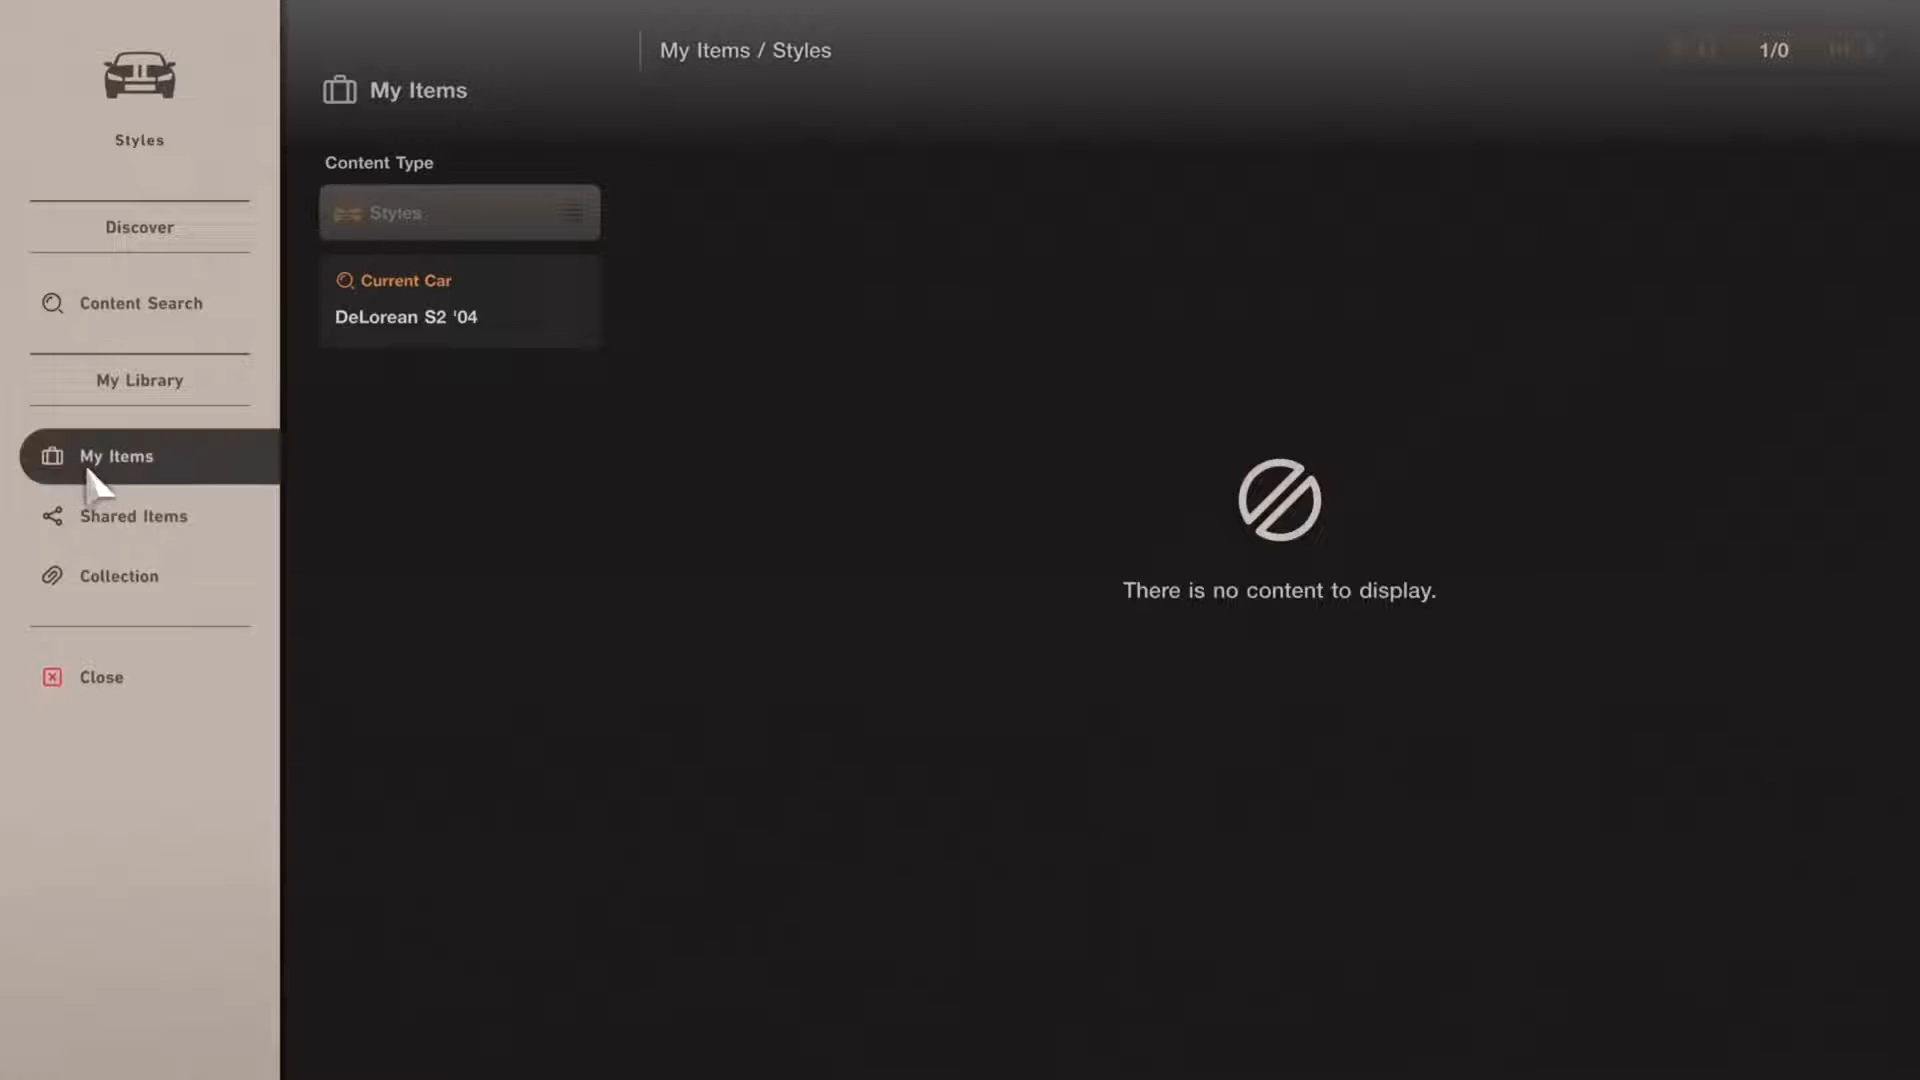 Styles
Discover
Content Search
My Library
My Items
Shared Items
Collection
Close
My Items
Content Type
Styles
Current Car
DeLorean S2 '04
My Items / Styles
1/0
There is no content to display.